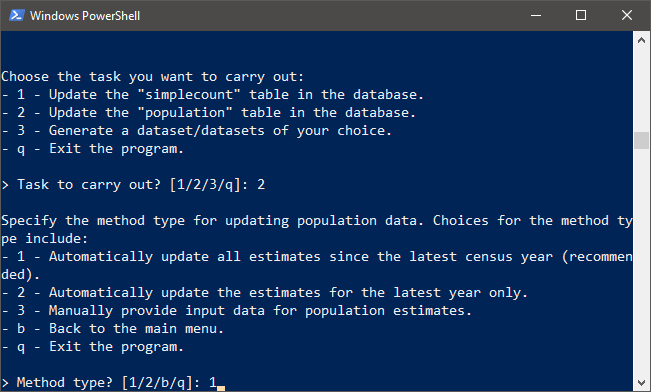 Windows PowerShell
Choose the task you want to carry out:
- 1 - Update the "simplecount" table in the database.
- 2 - Update the "population" table in the database.
- 3 - Generate a dataset/datasets of your choice.
- q - Exit the program.
> Task to carry out? [1/2/3/q]: 2
Specify the method type for updating population data. Choices for the method ty
pe include:
- 1 - Automatically update all estimates since the latest census year (recommen
ded).
- 2 - Automatically update the estimates for the latest year only.
- 3 - Manually provide input data for population estimates.
- b - Back to the main menu.
- q - Exit the program.
> Method type? [1/2/b/q]: 1